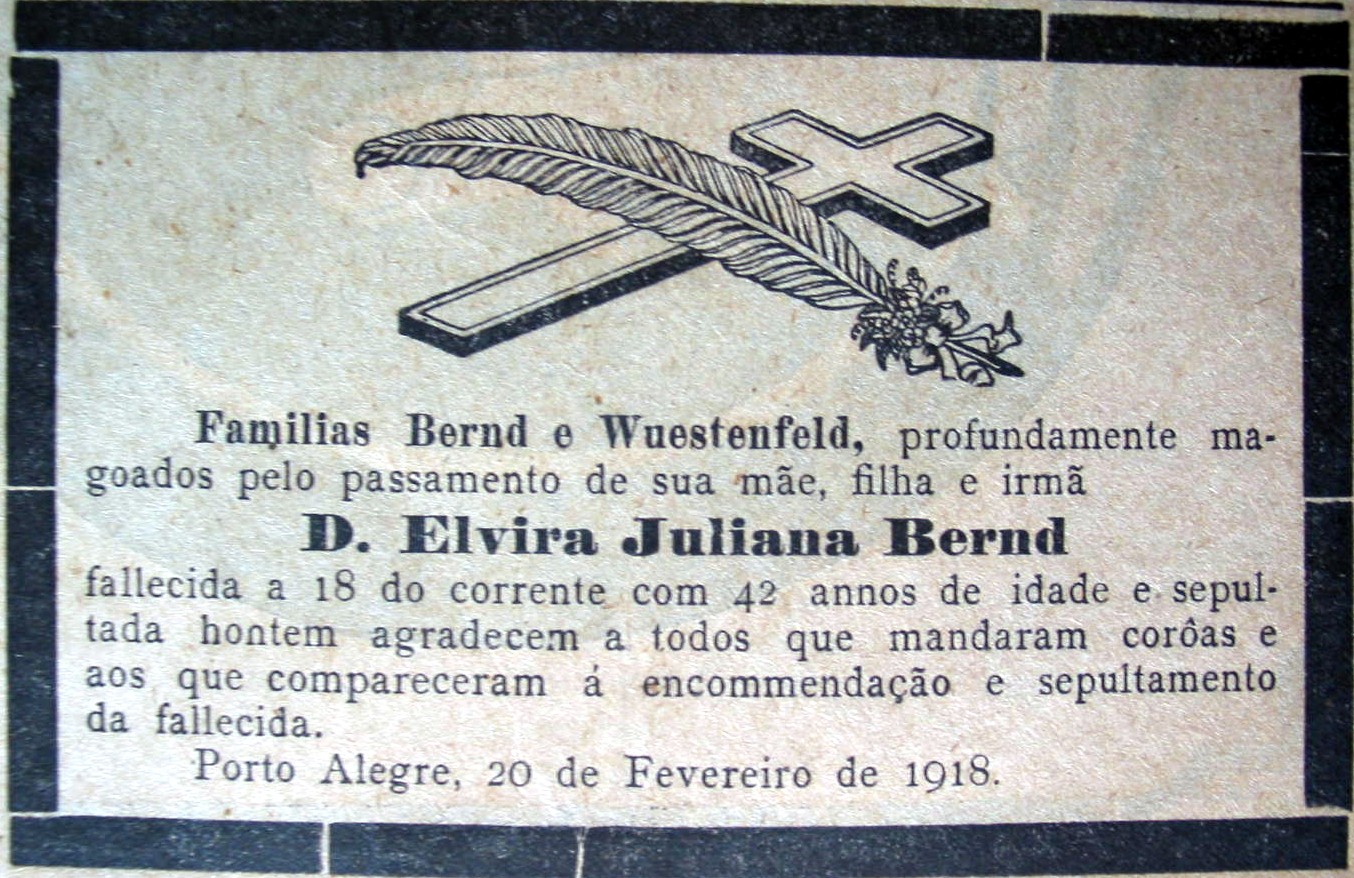 Familias Bernd e Wuestenfeld, profundamente ma-
goados pelo passamento de sua mãe, filha e irmã
D. Elvira Juliana Bernd
fallecida a 18 do corrente com 42 annos de idade e sepul-
tada hontem agradecem a todos que mandaram corôas e
aos que compareceram á encommendação e sepultamento
da fallecida.
Porto Alegre, 20 de Fevereiro de 1918.